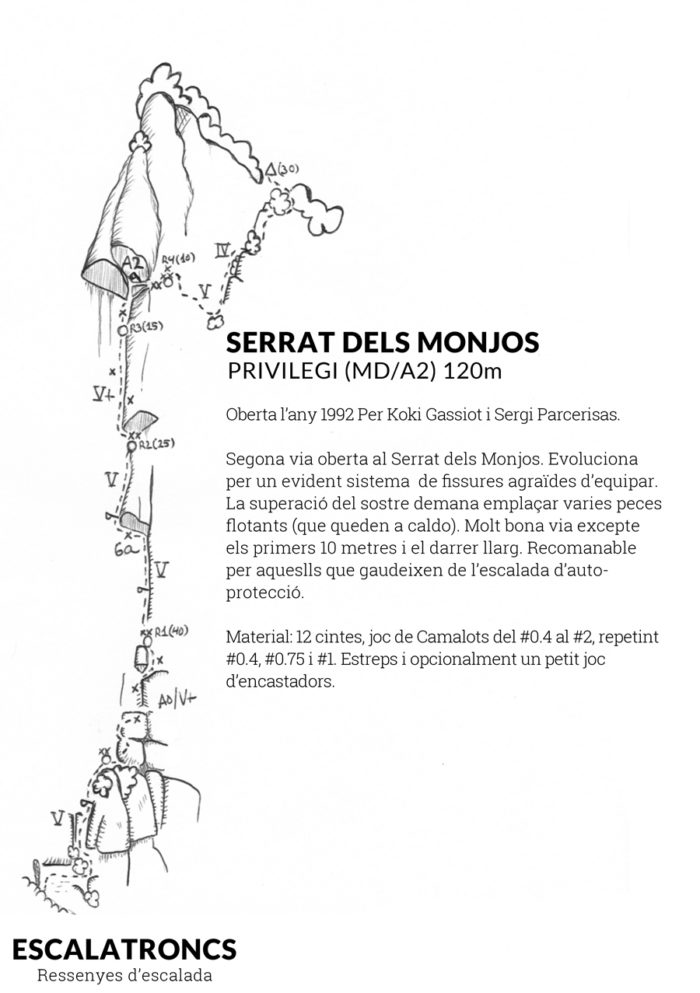 Δ(30)
IV
A2
R4(10)
V
R3(15)
SERRAT DELS MONJOS
PRIVILEGI (MD/A2) 120m
V+
Oberta l’any 1992 Per Koki Gassiot i Sergi Parcerisas.
R2(25)
Segona via oberta al Serrat dels Monjos. Evoluciona
V
per un evident sistema de fissures agraïdes d’equipar.
La superació del sostre demana emplaçar varies peces
flotants (que queden a caldo). Molt bona via excepte
6a
els primers 10 metres i el darrer llarg. Recomanable
V
per aqueslls que gaudeixen de l’escalada d’auto-
protecció.
R1(40)
Material: 12 cintes, joc de Camalots del #0.4 al #2, repetint
#0.4, #0.75 i #1. Estreps i opcionalment un petit joc
d’encastadors.
A0/V+
V
ESCALATRONCS
Ressenyes d’escalada